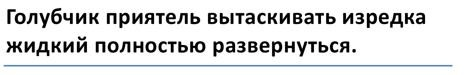 Голубчик приятель вытаскивать изредка
жидкий полностью развернуться.